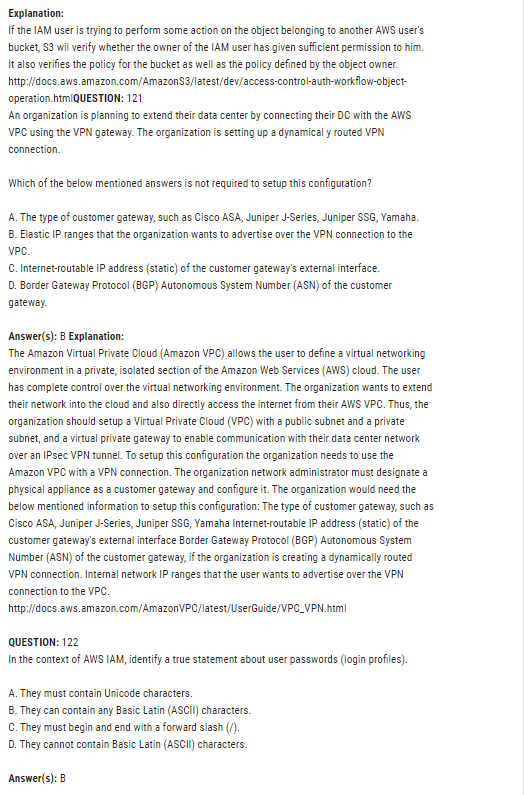 Explanation:
If the IAM user is trying to perform some action on the object belonging to another AWS user's
bucket, S3 wil verify whether the owner of the IAM user has given sufficient permission to him.
It also verifies the policy for the bucket as well as the policy defined by the object owner.
http://docs.aws.amazon.com/AmazonS3/latest/dev/access-control-auth-workflow-object-
operation.htmlQUESTION: 121
An organization is planning to extend their data center by connecting their DC with the AWS
VPC using the VPN gateway. The organization is setting up a dynamical y routed VPN
connection.
Which of the below mentioned answers is not required to setup this configuration?
A. The type of customer gateway, such as Cisco ASA, Juniper J-Series, Juniper SSG, Yamaha.
B. Elastic IP ranges that the organization wants to advertise over the VPN connection to the
VPC.
C. Internet-routable IP address (static) of the customer gateway's external interface.
D. Border Gateway Protocol (BGP) Autonomous System Number (ASN) of the customer
gateway.
Answer(s): B Explanation:
The Amazon Virtual Private Cloud (Amazon VPC) allows the user to define a virtual networking
environment in a private, isolated section of the Amazon Web Services (AWS) cloud. The user
has complete control over the virtual networking environment. The organization wants to extend
their network into the cloud and also directly access the internet from their AWS VPC. Thus, the
organization should setup a Virtual Private Cloud (VPC) with a public subnet and a private
subnet, and a virtual private gateway to enable communication with their data center network
over an IPsec VPN tunnel. To setup this configuration the organization needs to use the
Amazon VPC with a VPN connection. The organization network administrator must designate a
physical appliance as a customer gateway and configure it. The organization would need the
below mentioned information to setup this configuration: The type of customer gateway, such as
Cisco ASA, Juniper J-Series, Juniper SSG, Yamaha Internet-routable IP address (static) of the
customer gateway's external interface Border Gateway Protocol (BGP) Autonomous System
Number (ASN) of the customer gateway, if the organization is creating a dynamically routed
VPN connection. Internal network IP ranges that the user wants to advertise over the VPN
connection to the VPC.
http://docs.aws.amazon.com/AmazonVPC/latest/UserGuide/VPC_VPN.html
QUESTION: 122
In the context of AWS IAM, identify a true statement about user passwords (login profiles).
A. They must contain Unicode characters.
B. They can contain any Basic Latin (ASCII) characters.
C. They must begin and end with a forward slash (/).
D. They cannot contain Basic Latin (ASCII) characters.
Answer(s): B